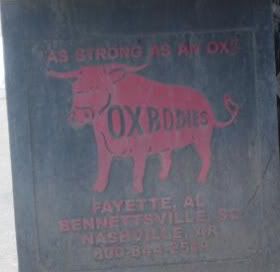 "AS STRONG AS AN OX"
OX BODIES
FAYETTE, AL
BENNETTSVILLE, SC
NASHVILLE, AR